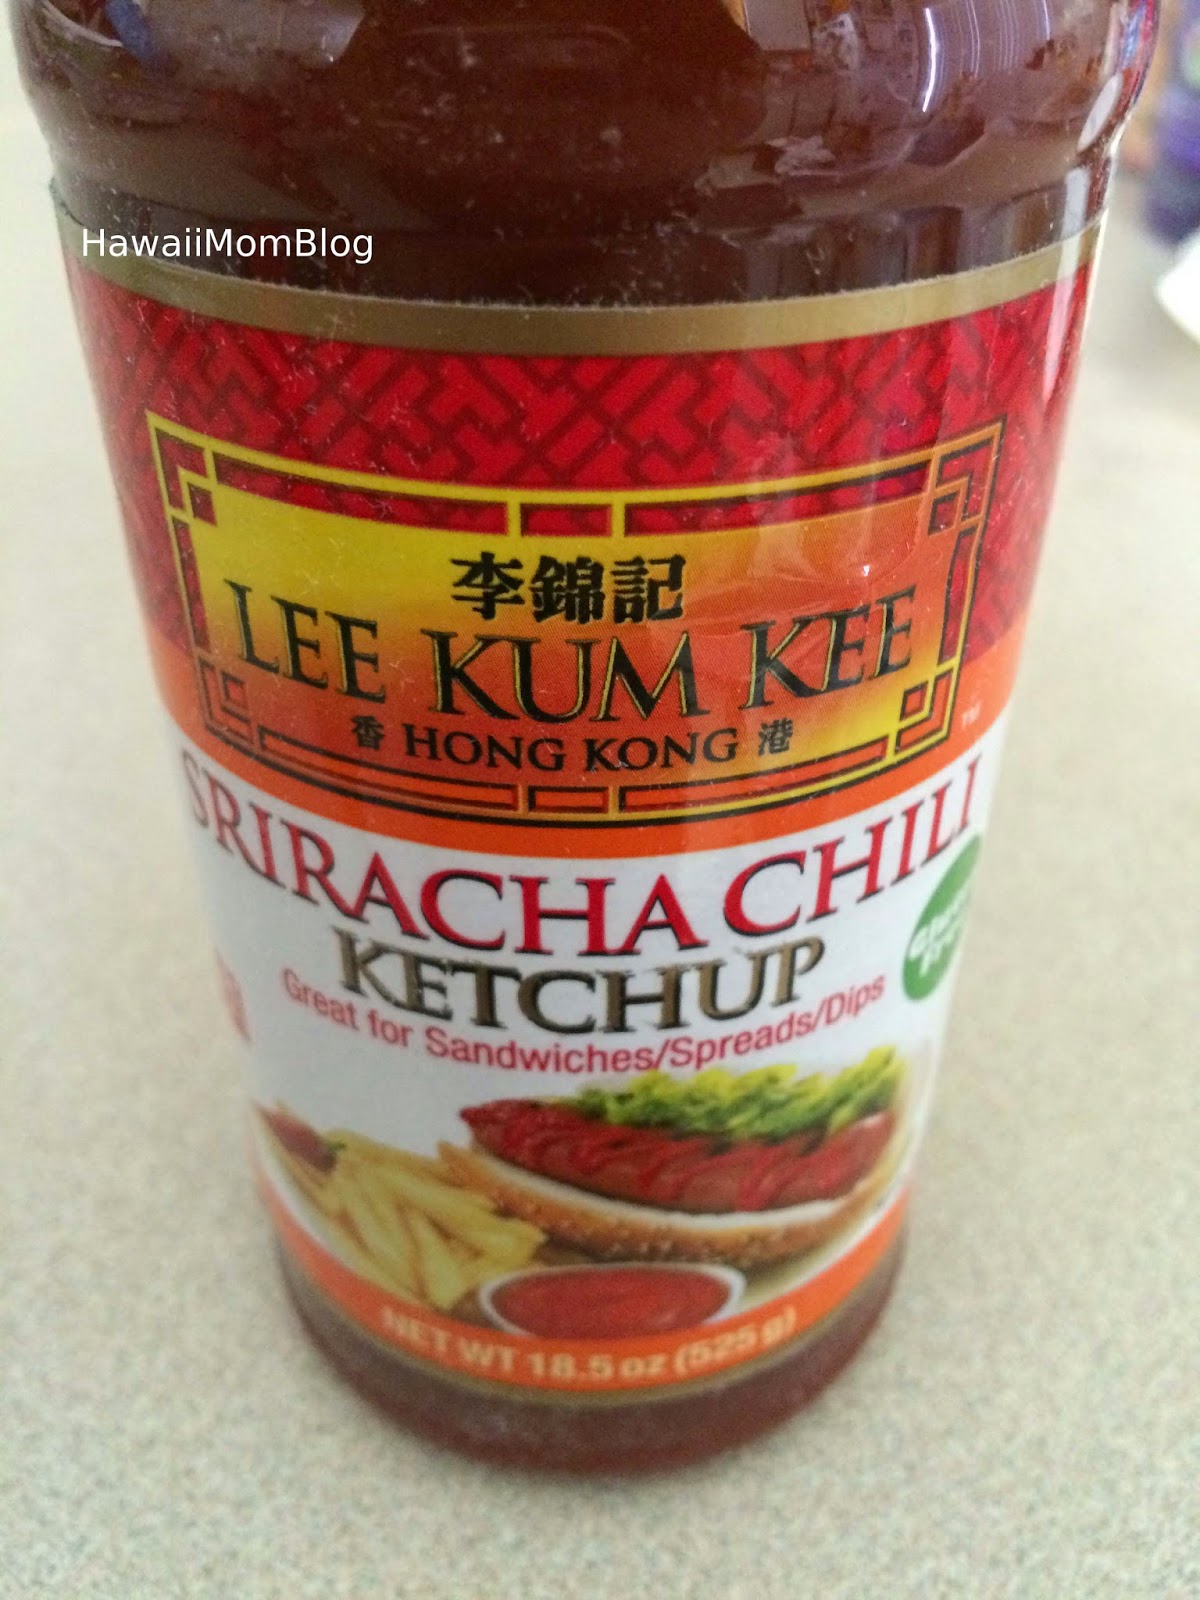 HawaiiMomBlog
李錦記
LEE KUM KEE
香 HONG KONG 港
TM
SRIRACHA CHILI
KETCHUP
Great for Sandwiches/Spreads/Dips
NET WT 18.5 oz (525 g)